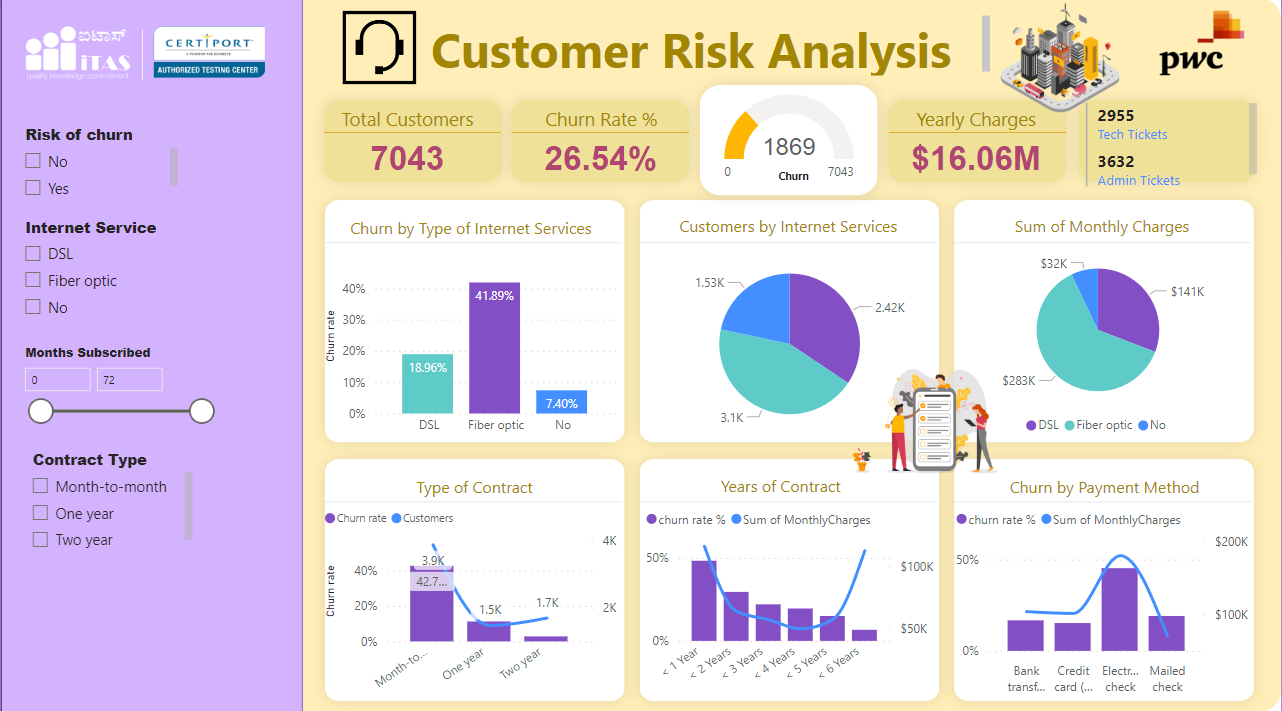 ಐಟಾಸ್
iTAS
quality.knowledge.commitment
CERTIPORT
A PEARSON VUE BUSINESS
AUTHORIZED TESTING CENTER
Risk of churn
No
Yes
Internet Service
DSL
Fiber optic
No
Months Subscribed
0 72
Contract Type
Month-to-month
One year
Two year
Customer Risk Analysis
pwc
Total Customers
7043
Churn Rate %
26.54%
1869
0 7043
Churn
Yearly Charges
$16.06M
2955
Tech Tickets
3632
Admin Tickets
Churn by Type of Internet Services
Churn rate
40%
30%
20%
10%
0%
18.96%
41.89%
7.40%
DSL Fiber optic No
Customers by Internet Services
1.53K
2.42K
3.1K
Sum of Monthly Charges
$32K
$141K
$283K
DSL Fiber optic No
Type of Contract
Churn rate Customers
Churn rate
40%
20%
0%
3.9K
42.7...
1.5K
1.7K
4K
2K
Month-to...
One year
Two year
Years of Contract
churn rate % Sum of MonthlyCharges
50%
0%
$100K
$50K
< 1 Year
< 2 Years
< 3 Years
< 4 Years
< 5 Years
< 6 Years
Churn by Payment Method
churn rate % Sum of MonthlyCharges
50%
0%
$200K
$100K
Bank transf...
Credit card (...
Electr... check
Mailed check